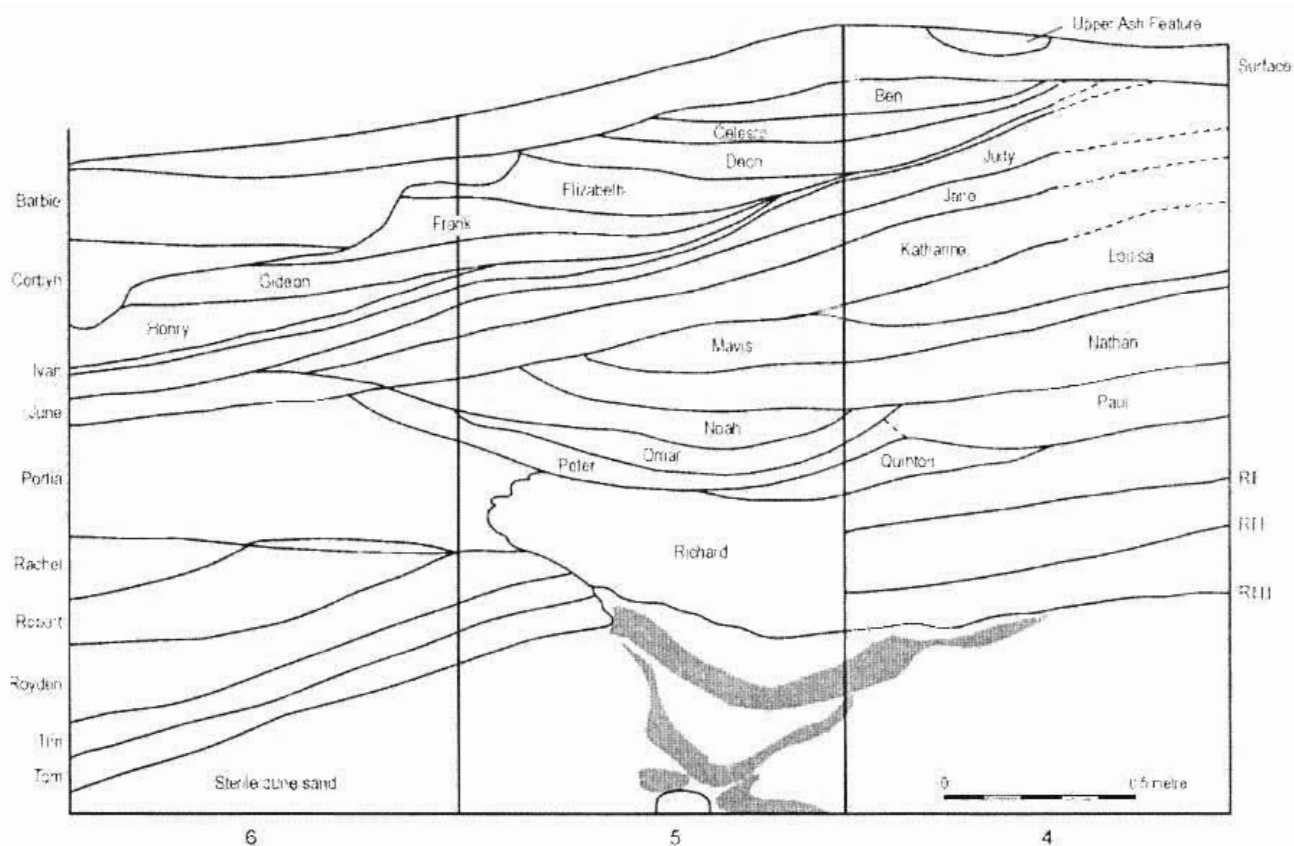 Upper Ash Feature
Surface
Ben
Celeste
Deon
Judy
Elizabeth
Barbie
Jane
Frank
Katharine
Louisa
Corbyn
Gideon
Henry
Mavis
Nathan
Ivan
June
Paul
Noah
Omar
Peter
Quinton
Portia
RI
RII
Richard
Rachel
RIII
Robert
Royden
Tim
Tom
Sterile dune sand
0 0.5 metre
6 5 4